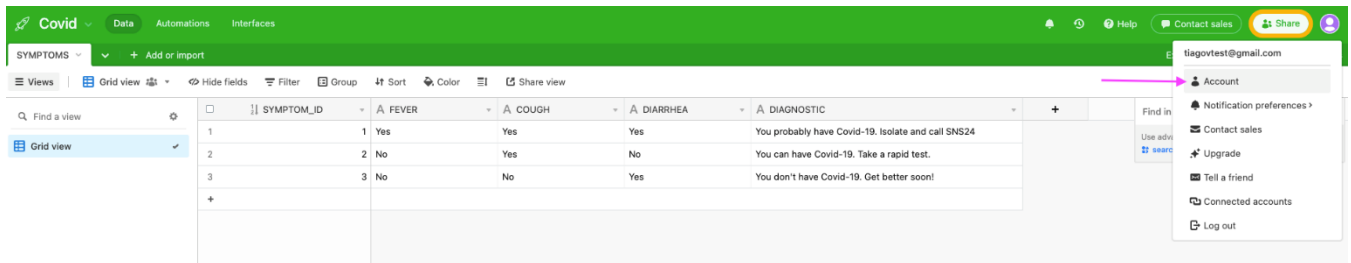 Covid Data Automations Interfaces Help Contact sales Share
SYMPTOMS + Add or import
Views Grid view Hide fields Filter Group Sort Color Share view
Find a view
Grid view
SYMPTOM_ID A FEVER A COUGH A DIARRHEA A DIAGNOSTIC +
1 1 Yes Yes Yes You probably have Covid-19. Isolate and call SNS24
2 2 No Yes No You can have Covid-19. Take a rapid test.
3 3 No No Yes You don't have Covid-19. Get better soon!
+
Find in
Use adva
searc
tiagovtest@gmail.com
Account
Notification preferences >
Contact sales
Upgrade
Tell a friend
Connected accounts
Log out